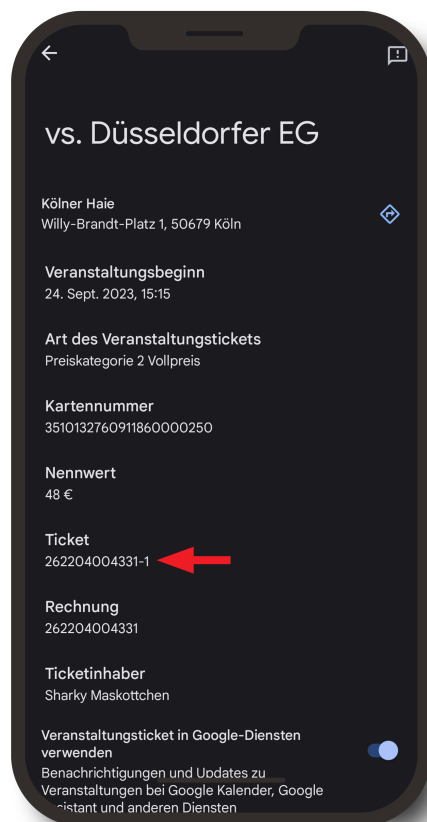 vs. Düsseldorfer EG
Kölner Haie
Willy-Brandt-Platz 1, 50679 Köln
Veranstaltungsbeginn
24. Sept. 2023, 15:15
Art des Veranstaltungstickets
Preiskategorie 2 Vollpreis
Kartennummer
3510132760911860000250
Nennwert
48 €
Ticket
262204004331-1
Rechnung
262204004331
Ticketinhaber
Sharky Maskottchen
Veranstaltungsticket in Google-Diensten
verwenden
Benachrichtigungen und Updates zu
Veranstaltungen bei Google Kalender, Google
und anderen Diensten